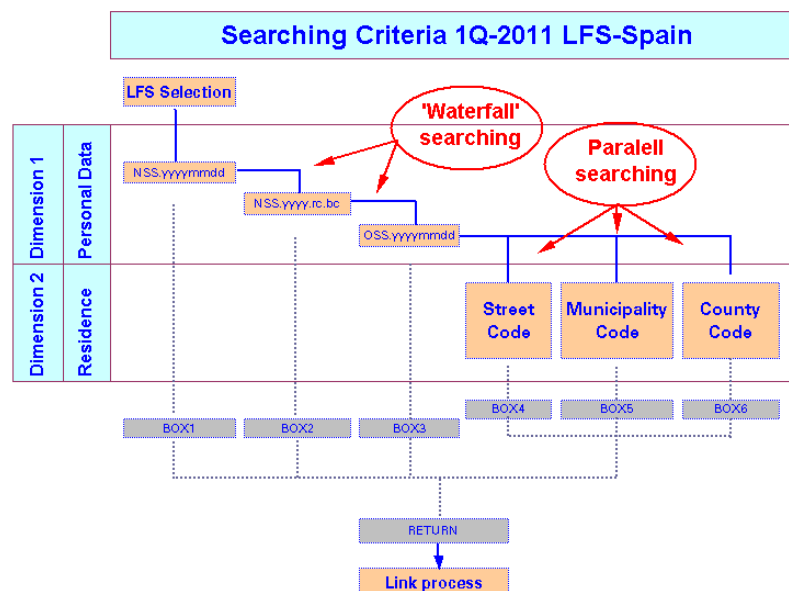 Searching Criteria 1Q-2011 LFS-Spain
LFS Selection
'Waterfall'
searching
Paralell
searching
Dimension 1
Personal Data
NSS.yyyymmdd
NSS.yyyy.rc.bc
OSS.yyyymmdd
Dimension 2
Residence
Street
Code
Municipality
Code
County
Code
BOX1
BOX2
BOX3
BOX4
BOX5
BOX6
RETURN
Link process